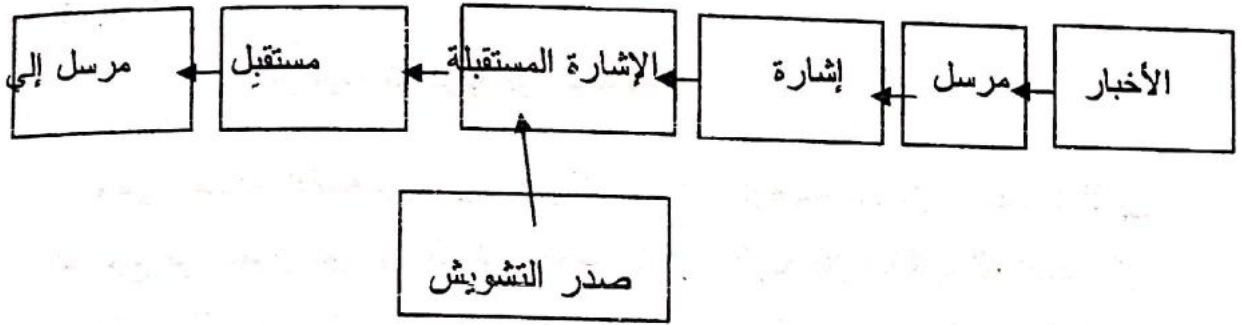 الأخبار
مرسل
إشارة
الإشارة المستقبلة
مستقبِل
مرسل إلي
صدر التشويش